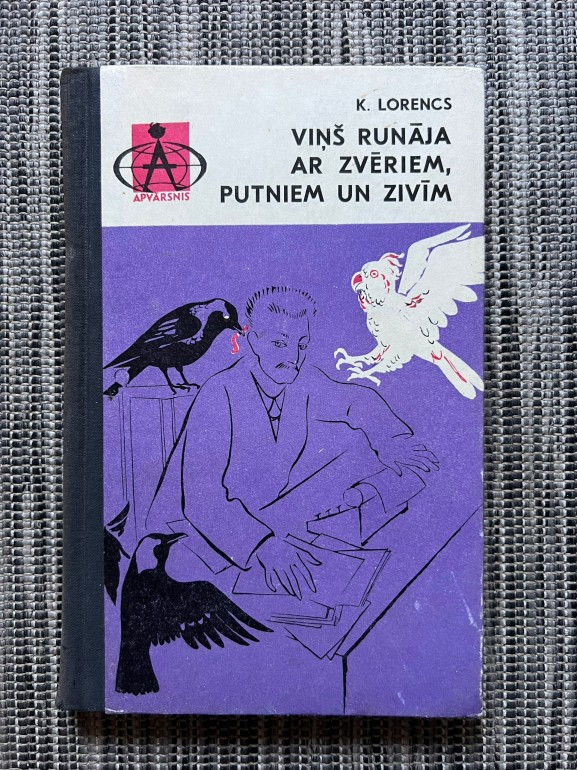 K. LORENCS
VIŅŠ RUNĀJA
AR ZVĒRIEM,
PUTNIEM UN ZIVĪM
APVĀRSNIS